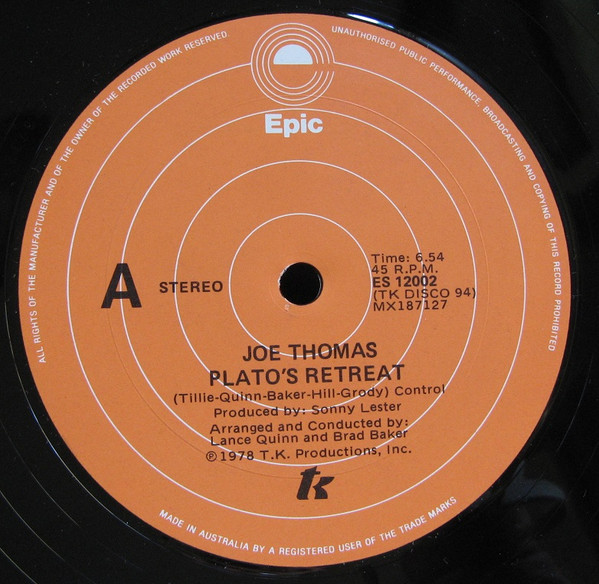 ALL RIGHTS OF THE MANUFACTURER AND OF THE OWNER OF THE RECORDED WORK RESERVED.
UNAUTHORISED PUBLIC PERFORMANCE, BROADCASTING AND COPYING OF THIS RECORD PROHIBITED
Epic
A STEREO
Time: 6.54
45 R.P.M.
ES 12002
(TK DISCO 94)
MX187127
JOE THOMAS
PLATO'S RETREAT
(Tillie-Quinn-Baker-Hill-Grody) Control
Produced by: Sonny Lester
Arranged and Conducted by:
Lance Quinn and Brad Baker
℗1978 T.K. Productions, Inc.
tk
MADE IN AUSTRALIA BY A REGISTERED USER OF THE TRADE MARKS